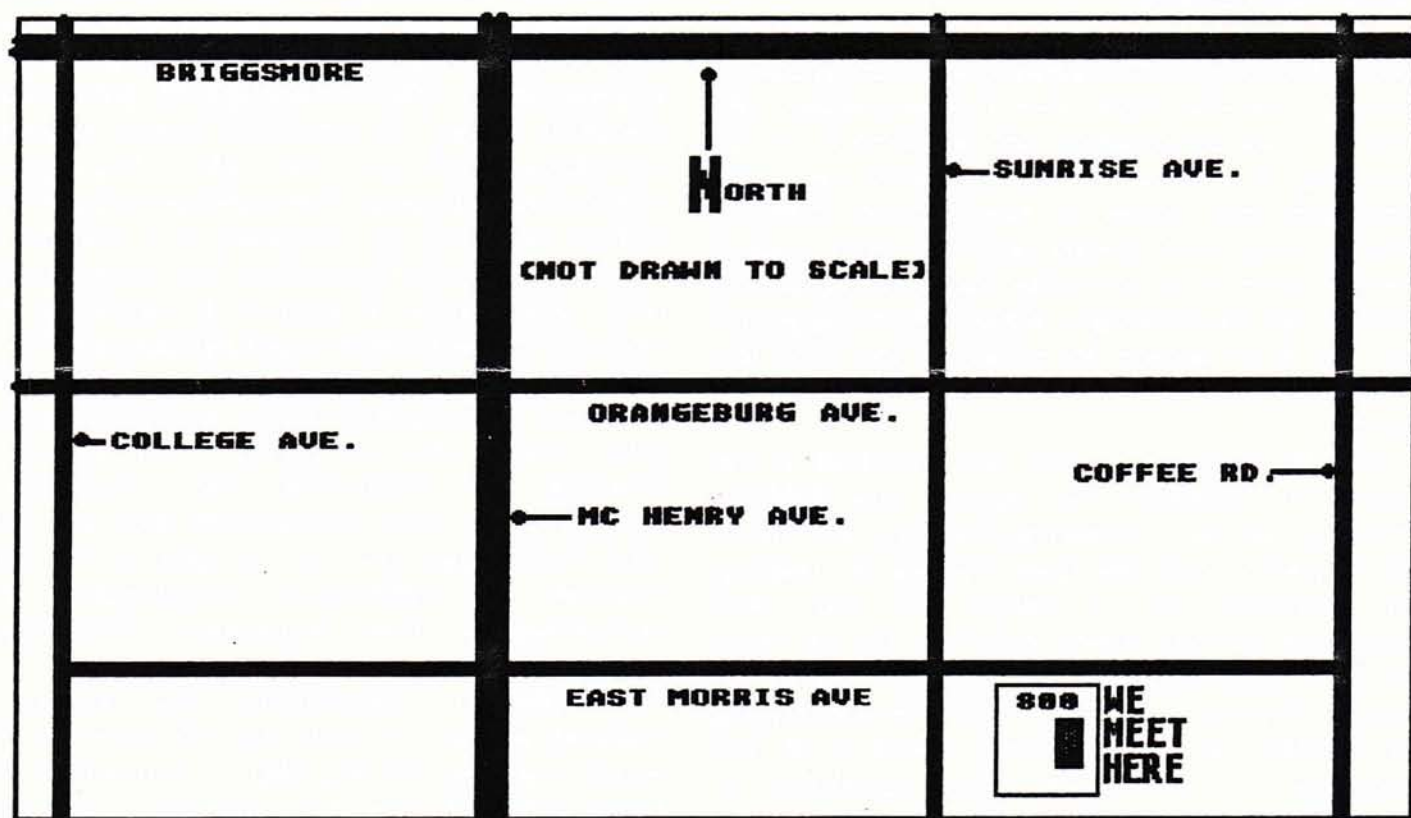 BRIGGSMORE
NORTH
SUNRISE AVE.
(NOT DRAWN TO SCALE)
ORANGEBURG AVE.
COLLEGE AVE.
COFFEE RD.
MC HENRY AVE.
EAST MORRIS AVE
800
WE
MEET
HERE